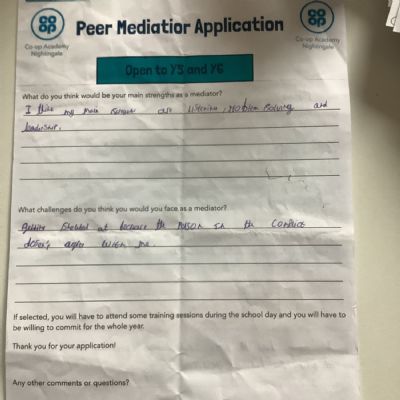 CO
OP
Co-op Academy
Nightingale
Peer Mediatior Application
CO
OP
Co-op Academy
Nightingale
Open to Y5 and Y6
What do you think would be your main strengths as a mediator?
I think my main are Listening, Problem Solving and
leadership.
What challenges do you think you would you face as a mediator?
Getting at because the PERSON in the Conflict
agree with me.
If selected, you will have to attend some training sessions during the school day and you will have to
be willing to commit for the whole year.
Thank you for your application!
Any other comments or questions?